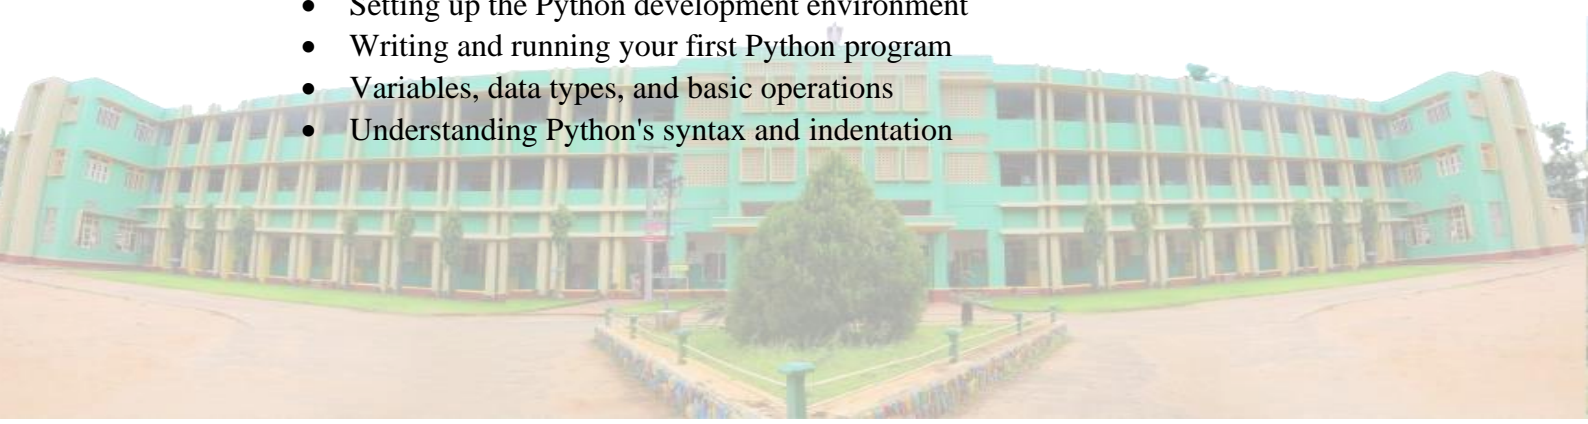 • Setting up the Python development environment
• Writing and running your first Python program
• Variables, data types, and basic operations
• Understanding Python's syntax and indentation